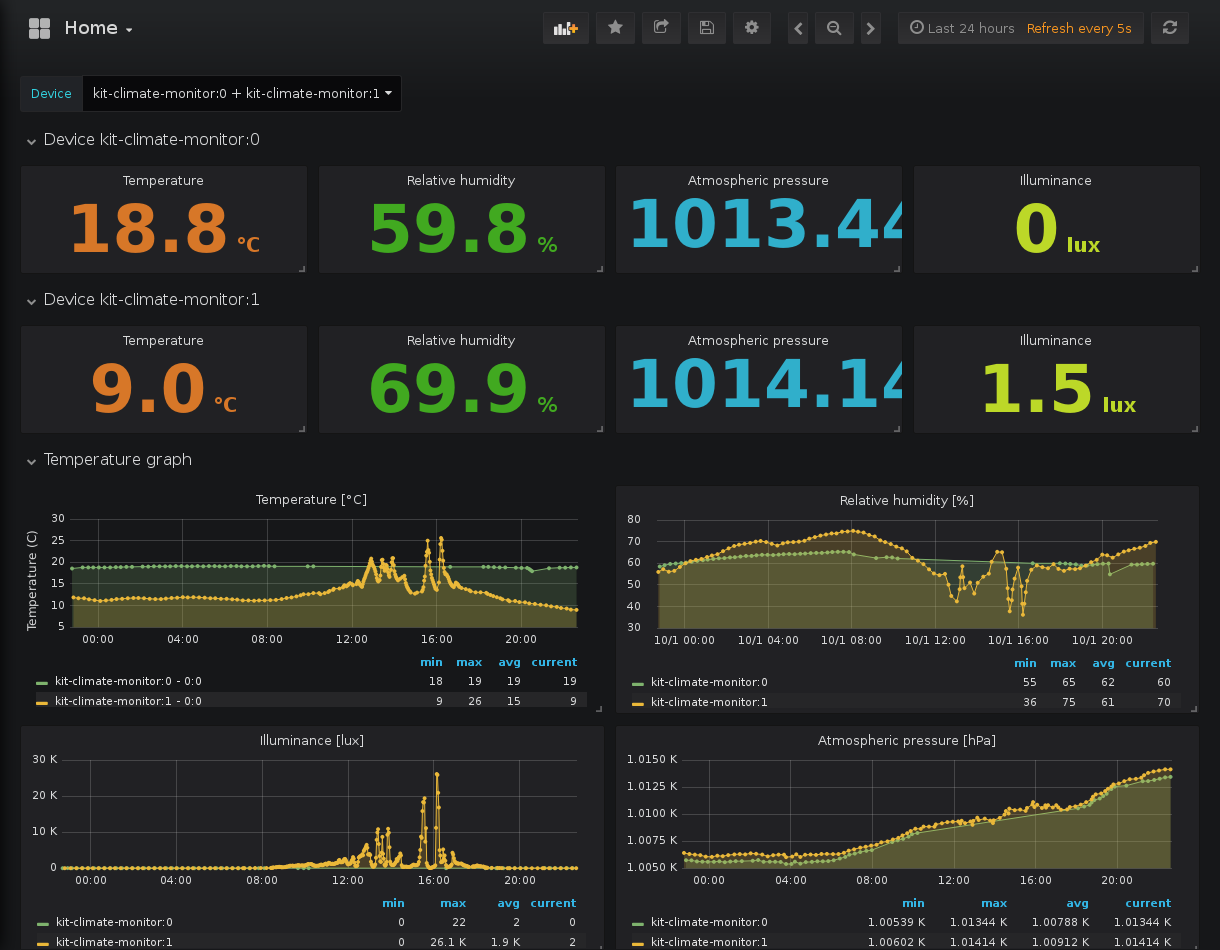 Home
Last 24 hours Refresh every 5s
Device kit-climate-monitor:0 + kit-climate-monitor:1
Device kit-climate-monitor:0
Temperature Relative humidity Atmospheric pressure Illuminance
18.8 °C 59.8 % 1013.44 0 lux
Device kit-climate-monitor:1
Temperature Relative humidity Atmospheric pressure Illuminance
9.0 °C 69.9 % 1014.14 1.5 lux
Temperature graph
Temperature [°C]
Temperature (C)
30
25
20
15
10
5
00:00 04:00 08:00 12:00 16:00 20:00
min max avg current
kit-climate-monitor:0 - 0:0 18 19 19 19
kit-climate-monitor:1 - 0:0 9 26 15 9
Relative humidity [%]
80
70
60
50
40
30
10/1 00:00 10/1 04:00 10/1 08:00 10/1 12:00 10/1 16:00 10/1 20:00
min max avg current
kit-climate-monitor:0 55 65 62 60
kit-climate-monitor:1 36 75 61 70
Illuminance [lux]
30 K
20 K
10 K
0
00:00 04:00 08:00 12:00 16:00 20:00
min max avg current
kit-climate-monitor:0 0 22 2 0
kit-climate-monitor:1 0 26.1 K 1.9 K 2
Atmospheric pressure [hPa]
1.0150 K
1.0125 K
1.0100 K
1.0075 K
1.0050 K
00:00 04:00 08:00 12:00 16:00 20:00
min max avg current
kit-climate-monitor:0 1.00539 K 1.01344 K 1.00788 K 1.01344 K
kit-climate-monitor:1 1.00602 K 1.01414 K 1.00912 K 1.01414 K